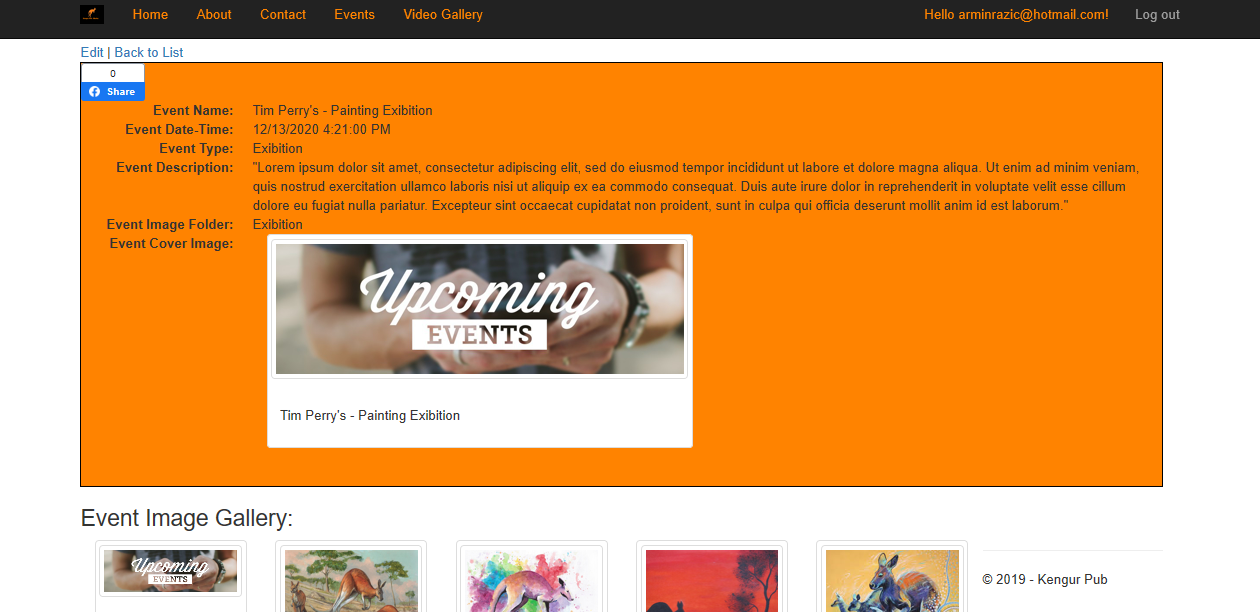 Home About Contact Events Video Gallery Hello arminrazic@hotmail.com! Log out
Edit | Back to List
0
Share
Event Name: Tim Perry's - Painting Exibition
Event Date-Time: 12/13/2020 4:21:00 PM
Event Type: Exibition
Event Description: "Lorem ipsum dolor sit amet, consectetur adipiscing elit, sed do eiusmod tempor incididunt ut labore et dolore magna aliqua. Ut enim ad minim veniam,
quis nostrud exercitation ullamco laboris nisi ut aliquip ex ea commodo consequat. Duis aute irure dolor in reprehenderit in voluptate velit esse cillum
dolore eu fugiat nulla pariatur. Excepteur sint occaecat cupidatat non proident, sunt in culpa qui officia deserunt mollit anim id est laborum."
Event Image Folder: Exibition
Event Cover Image:
Upcoming
EVENTS
Tim Perry's - Painting Exibition
Event Image Gallery:
Upcoming
EVENTS
© 2019 - Kengur Pub